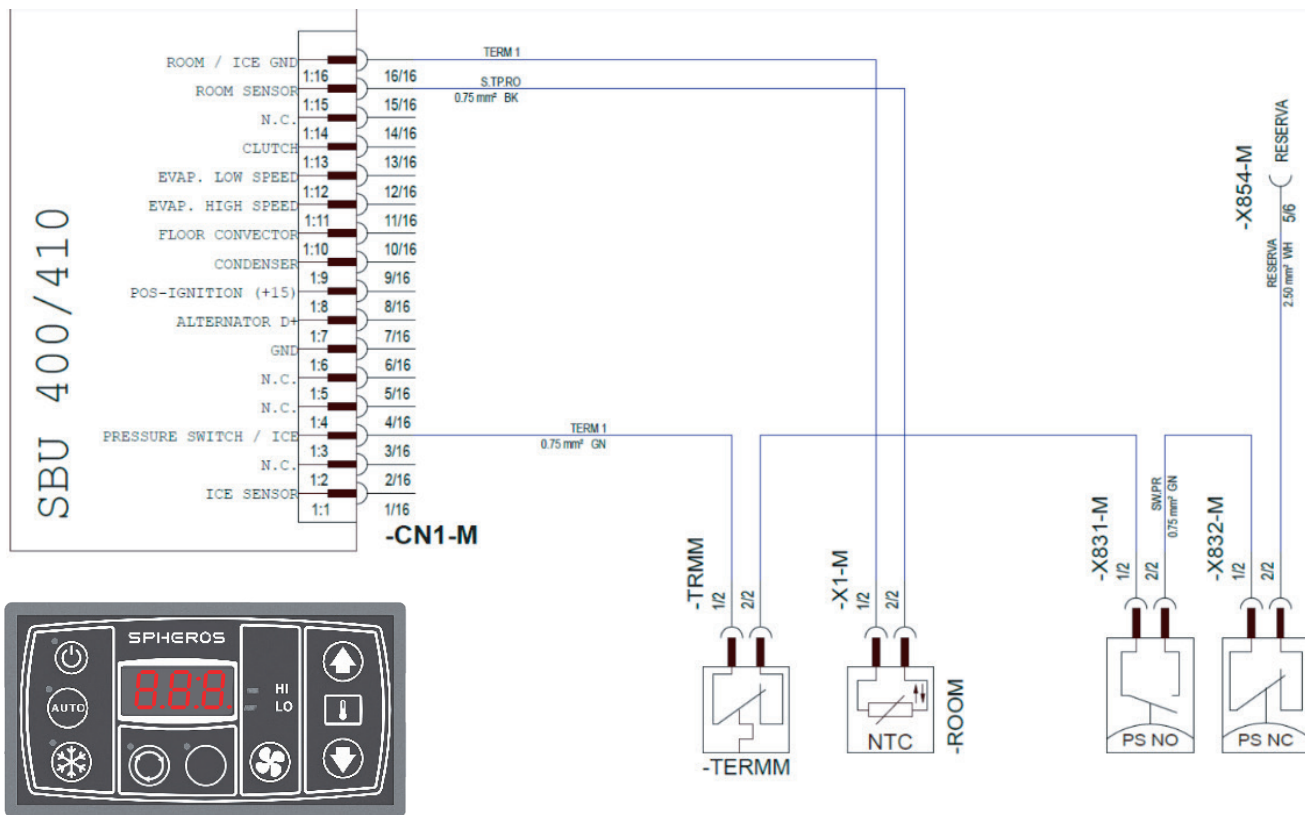 SBU 400/410
ROOM / ICE GND
1:16
16/16
ROOM SENSOR
1:15
15/16
N.C.
1:14
14/16
CLUTCH
1:13
13/16
EVAP. LOW SPEED
1:12
12/16
EVAP. HIGH SPEED
1:11
11/16
FLOOR CONVECTOR
1:10
10/16
CONDENSER
1:9
9/16
POS-IGNITION (+15)
1:8
8/16
ALTERNATOR D+
1:7
7/16
GND
1:6
6/16
N.C.
1:5
5/16
N.C.
1:4
4/16
PRESSURE SWITCH / ICE
1:3
3/16
N.C.
1:2
2/16
ICE SENSOR
1:1
1/16
-CN1-M
TERM 1
S.TP.RO
0.75 mm² BK
TERM 1
0.75 mm² GN
-X854-M
RESERVA
5/6
RESERVA
2.50 mm² WH
-TRMM
1/2
2/2
-TERMM
-X1-M
1/2
2/2
NTC
-ROOM
-X831-M
1/2
2/2
SW.PR
0.75 mm² GN
PS NO
-X832-M
1/2
2/2
PS NC
SPHEROS
AUTO
8.8.8.
HI
LO